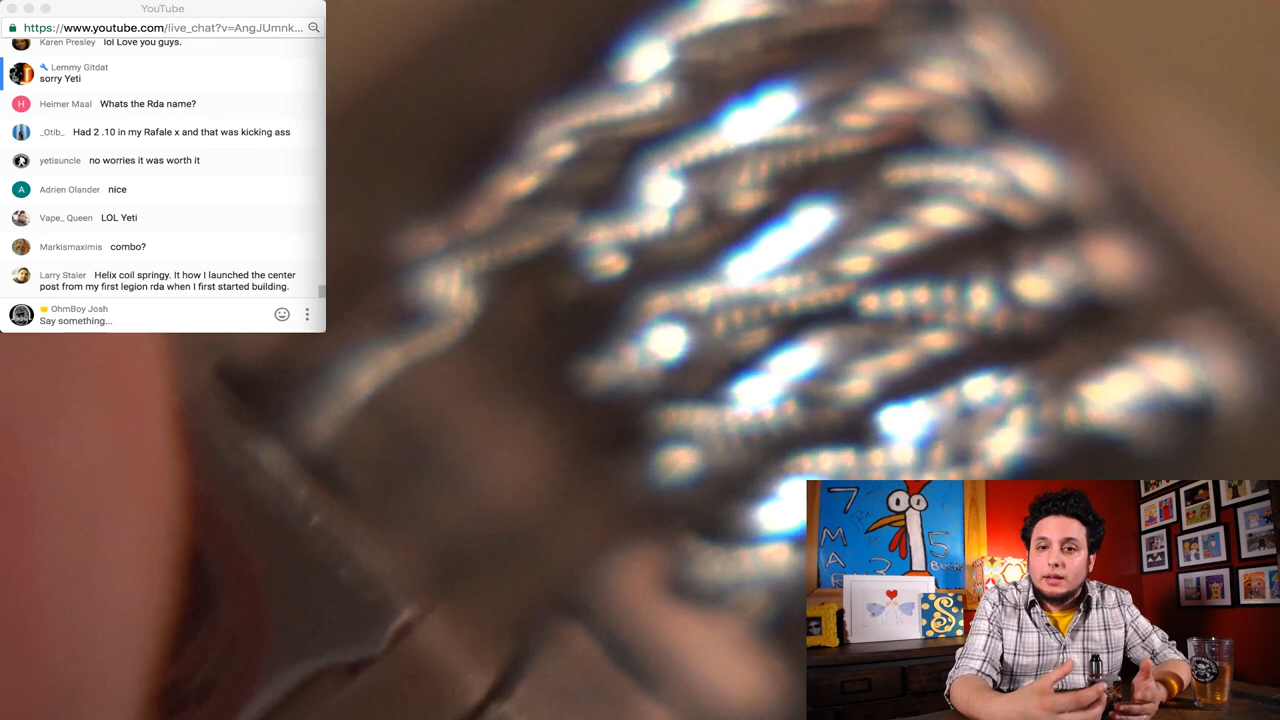 YouTube
https://www.youtube.com/live_chat?v=AngJUmnk...
Karen Presley lol Love you guys.
Lemmy Gitdat
sorry Yeti
H Heimer Maal Whats the Rda name?
_Otib_ Had 2 .10 in my Rafale x and that was kicking ass
yetisuncle no worries it was worth it
A Adrien Olander nice
Vape_ Queen LOL Yeti
Markismaximis combo?
Larry Staler Helix coil springy. It how I launched the center
post from my first legion rda when I first started building.
OhmBoy Josh
Say something...
7
M
A
R
3
5
S